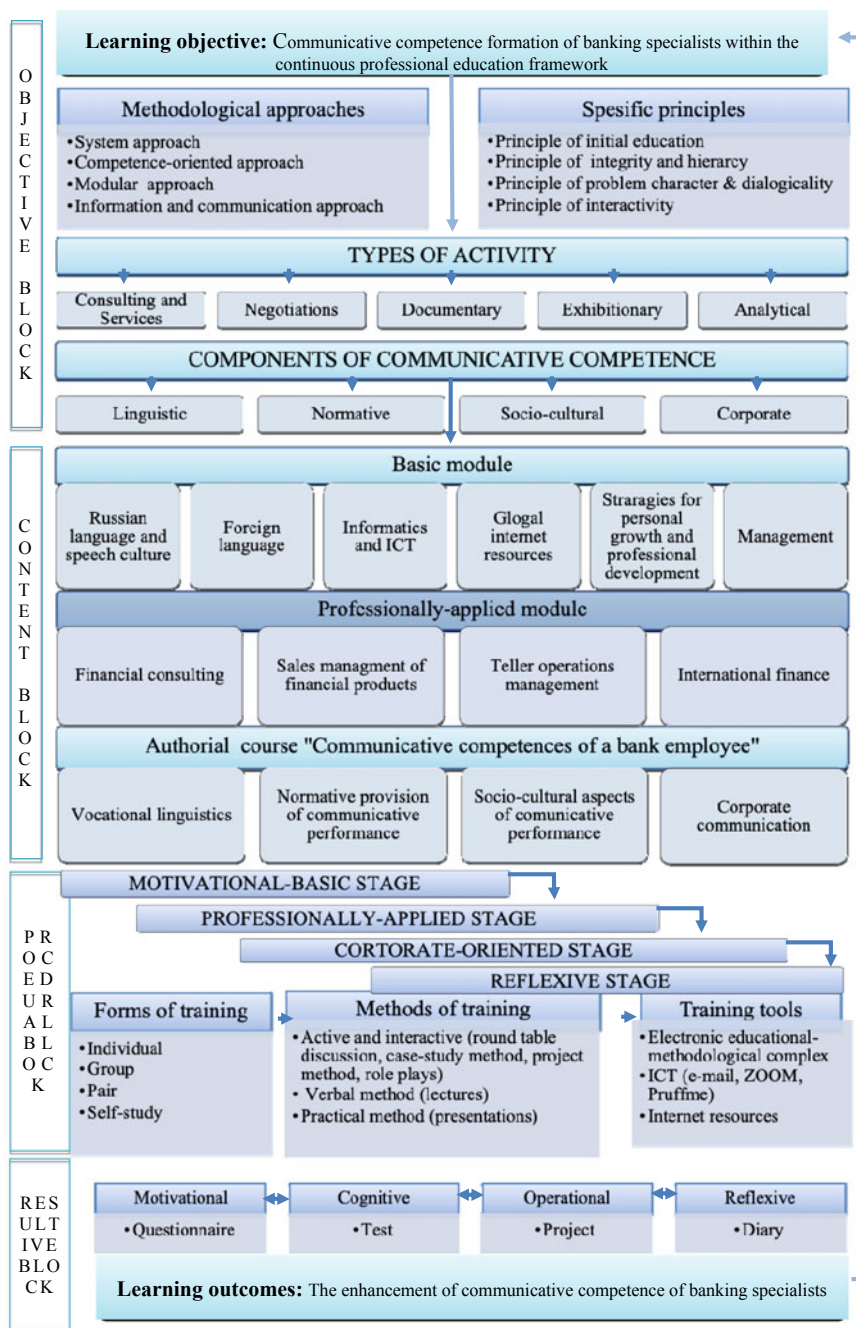 OBJECTIVE BLOCK
Learning objective: Communicative competence formation of banking specialists within the
continuous professional education framework
Methodological approaches
•System approach
•Competence-oriented approach
•Modular approach
•Information and communication approach
Spesific principles
•Principle of initial education
•Principle of integrity and hierarcy
•Principle of problem character & dialogicality
•Principle of interactivity
TYPES OF ACTIVITY
Consulting and
Services
Negotiations
Documentary
Exhibitionary
Analytical
COMPONENTS OF COMMUNICATIVE COMPETENCE
Linguistic
Normative
Socio-cultural
Corporate
CONTENT BLOCK
Basic module
Russian
language and
speech culture
Foreign
language
Informatics
and ICT
Glogal
internet
resources
Straragies for
personal
growth and
professional
development
Management
Professionally-applied module
Financial consulting
Sales managment of
financial products
Teller operations
management
International finance
Authorial course "Communicative competences of a bank employee"
Vocational linguistics
Normative provision
of communicative
performance
Socio-cultural aspects
of comunicative
performance
Corporate
communication
PROCEDURAL BLOCK
MOTIVATIONAL-BASIC STAGE
PROFESSIONALLY-APPLIED STAGE
CORTORATE-ORIENTED STAGE
REFLEXIVE STAGE
Forms of training
•Individual
•Group
•Pair
•Self-study
Methods of training
•Active and interactive (round table
discussion, case-study method, project
method, role plays)
• Verbal method (lectures)
•Practical method (presentations)
Training tools
•Electronic educational-
methodological complex
•ICT (e-mail, ZOOM,
Pruffme)
•Internet resources
RES
ULT
IVE
BLO
CK
Motivational
•Questionnaire
Cognitive
•Test
Operational
•Project
Reflexive
•Diary
Learning outcomes: The enhancement of communicative competence of banking specialists